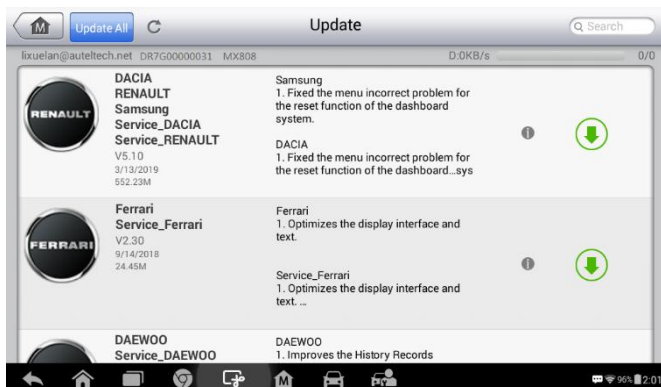 M
Update All
Update
Search
lixuelan@auteltech.net DR7G00000031 MX808
D:0KB/s
0/0
RENAULT
DACIA
RENAULT
Samsung
Service_DACIA
Service_RENAULT
V5.10
3/13/2019
552.23M
Samsung
1. Fixed the menu incorrect problem for
the reset function of the dashboard
system.
DACIA
1. Fixed the menu incorrect problem for
the reset function of the dashboard...sys
FERRARI
Ferrari
Service_Ferrari
V2.30
9/14/2018
24.45M
Ferrari
1. Optimizes the display interface and
text.
Service_Ferrari
1. Optimizes the display interface and
text. ...
DAEWOO
Service_DAEWOO
DAEWOO
1. Improves the History Records
M
96%
2:01